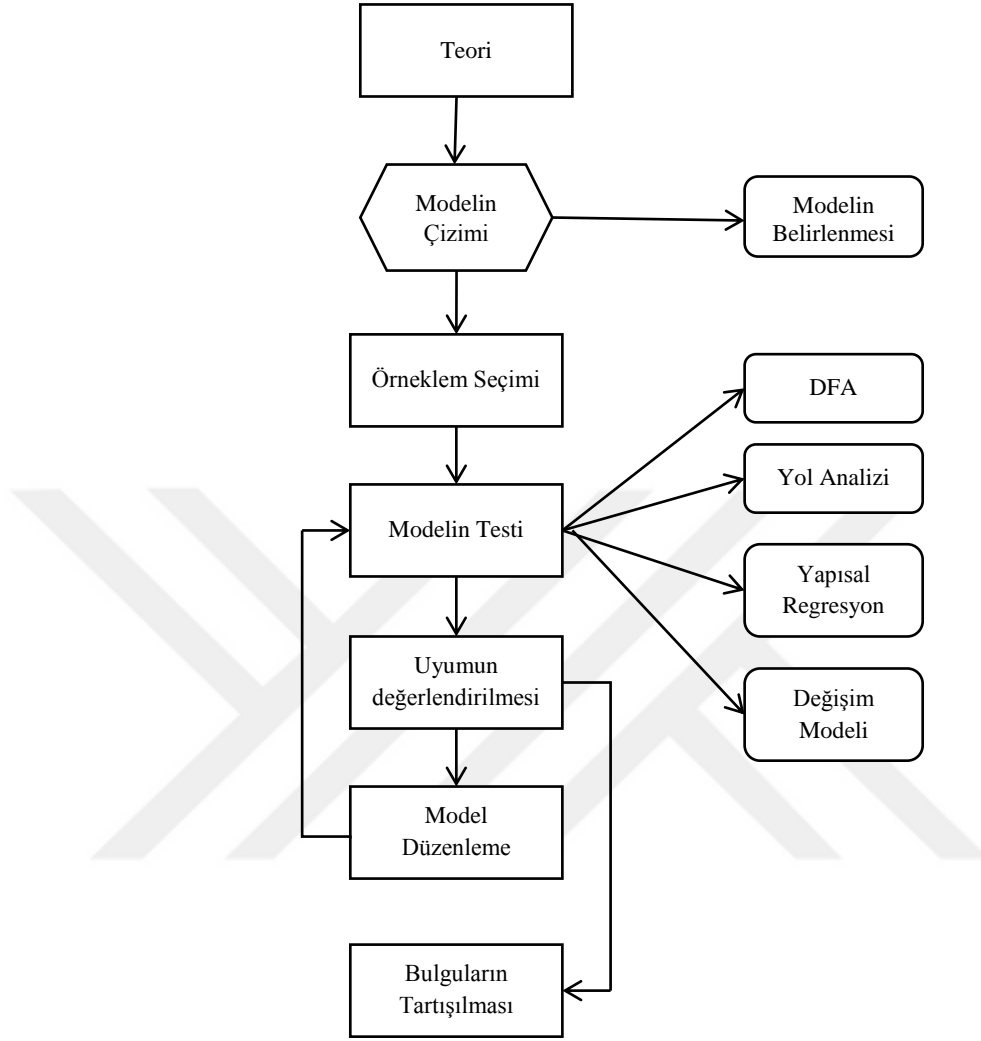 Teori
Modelin
Çizimi
Modelin
Belirlenmesi
Örneklem Seçimi
DFA
Yol Analizi
Modelin Testi
Yapısal
Regresyon
Uyumun
değerlendirilmesi
Değişim
Modeli
Model
Düzenleme
Bulguların
Tartışılması